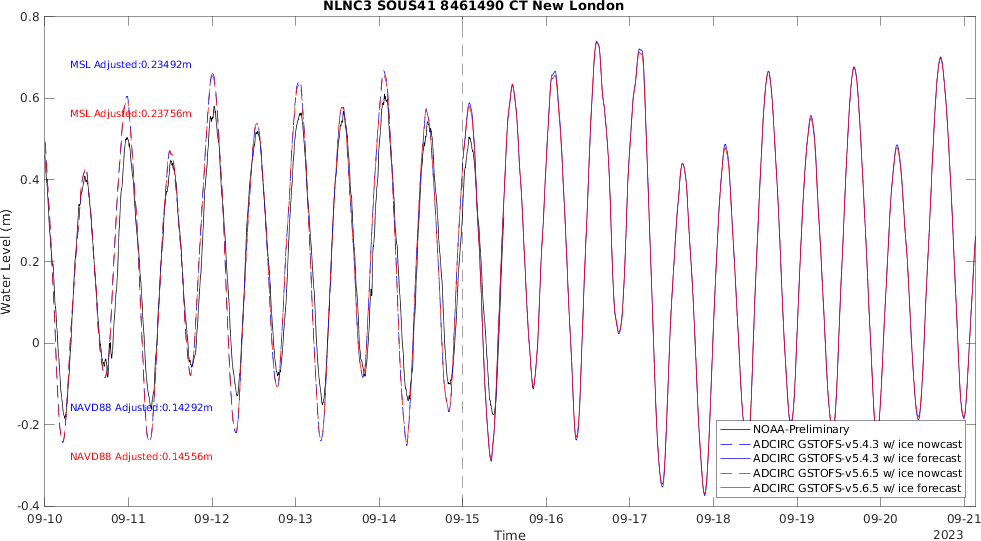 NLNC3 SOUS41 8461490 CT New London
0.8
MSL Adjusted:0.23492m
0.6
MSL Adjusted:0.23756m
0.4
Water Level (m)
0.2
0
NAVD88 Adjusted:0.14292m
-0.2
NOAA-Preliminary
ADCIRC GSTOFS-v5.4.3 w/ ice nowcast
NAVD88 Adjusted:0.14556m
ADCIRC GSTOFS-v5.4.3 w/ ice forecast
ADCIRC GSTOFS-v5.6.5 w/ ice nowcast
ADCIRC GSTOFS-v5.6.5 w/ ice forecast
-0.4
09-10 09-11 09-12 09-13 09-14 09-15 09-16 09-17 09-18 09-19 09-20 09-21
Time
2023